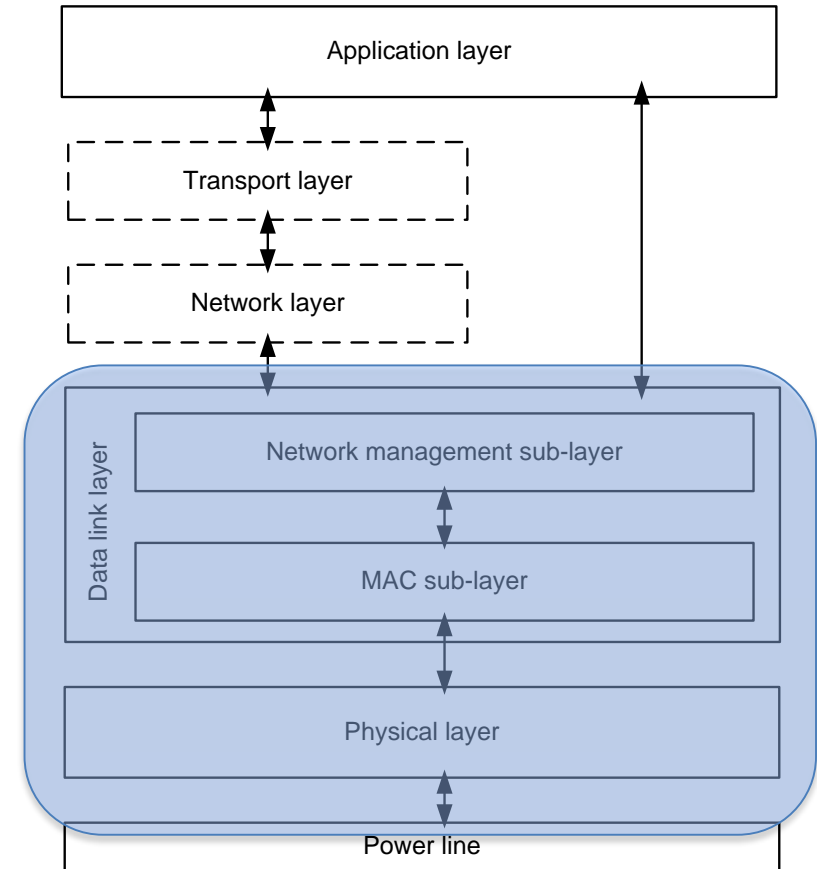 Application layer
Transport layer
Network layer
Data link layer
Network management sub-layer
MAC sub-layer
Physical layer
Power line